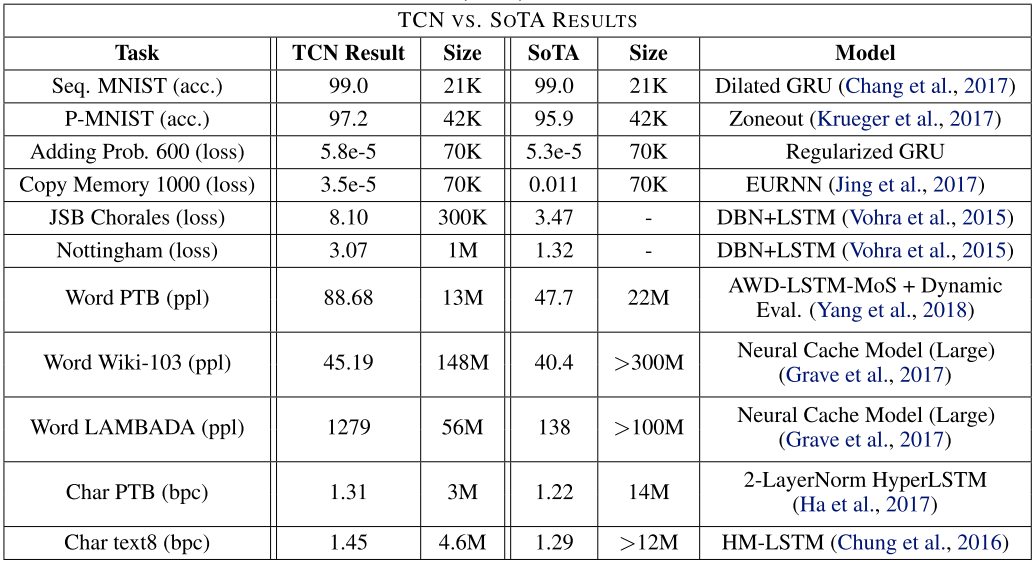 TCN VS. SOTA RESULTS
Task TCN Result Size SoTA Size Model
Seq. MNIST (acc.) 99.0 21K 99.0 21K Dilated GRU (Chang et al., 2017)
P-MNIST (acc.) 97.2 42K 95.9 42K Zoneout (Krueger et al., 2017)
Adding Prob. 600 (loss) 5.8e-5 70K 5.3e-5 70K Regularized GRU
Copy Memory 1000 (loss) 3.5e-5 70K 0.011 70K EURNN (Jing et al., 2017)
JSB Chorales (loss) 8.10 300K 3.47 - DBN+LSTM (Vohra et al., 2015)
Nottingham (loss) 3.07 1M 1.32 - DBN+LSTM (Vohra et al., 2015)
Word PTB (ppl) 88.68 13M 47.7 22M AWD-LSTM-MoS + Dynamic
Eval. (Yang et al., 2018)
Word Wiki-103 (ppl) 45.19 148M 40.4 >300M Neural Cache Model (Large)
(Grave et al., 2017)
Word LAMBADA (ppl) 1279 56M 138 >100M Neural Cache Model (Large)
(Grave et al., 2017)
Char PTB (bpc) 1.31 3M 1.22 14M 2-LayerNorm HyperLSTM
(Ha et al., 2017)
Char text8 (bpc) 1.45 4.6M 1.29 >12M HM-LSTM (Chung et al., 2016)